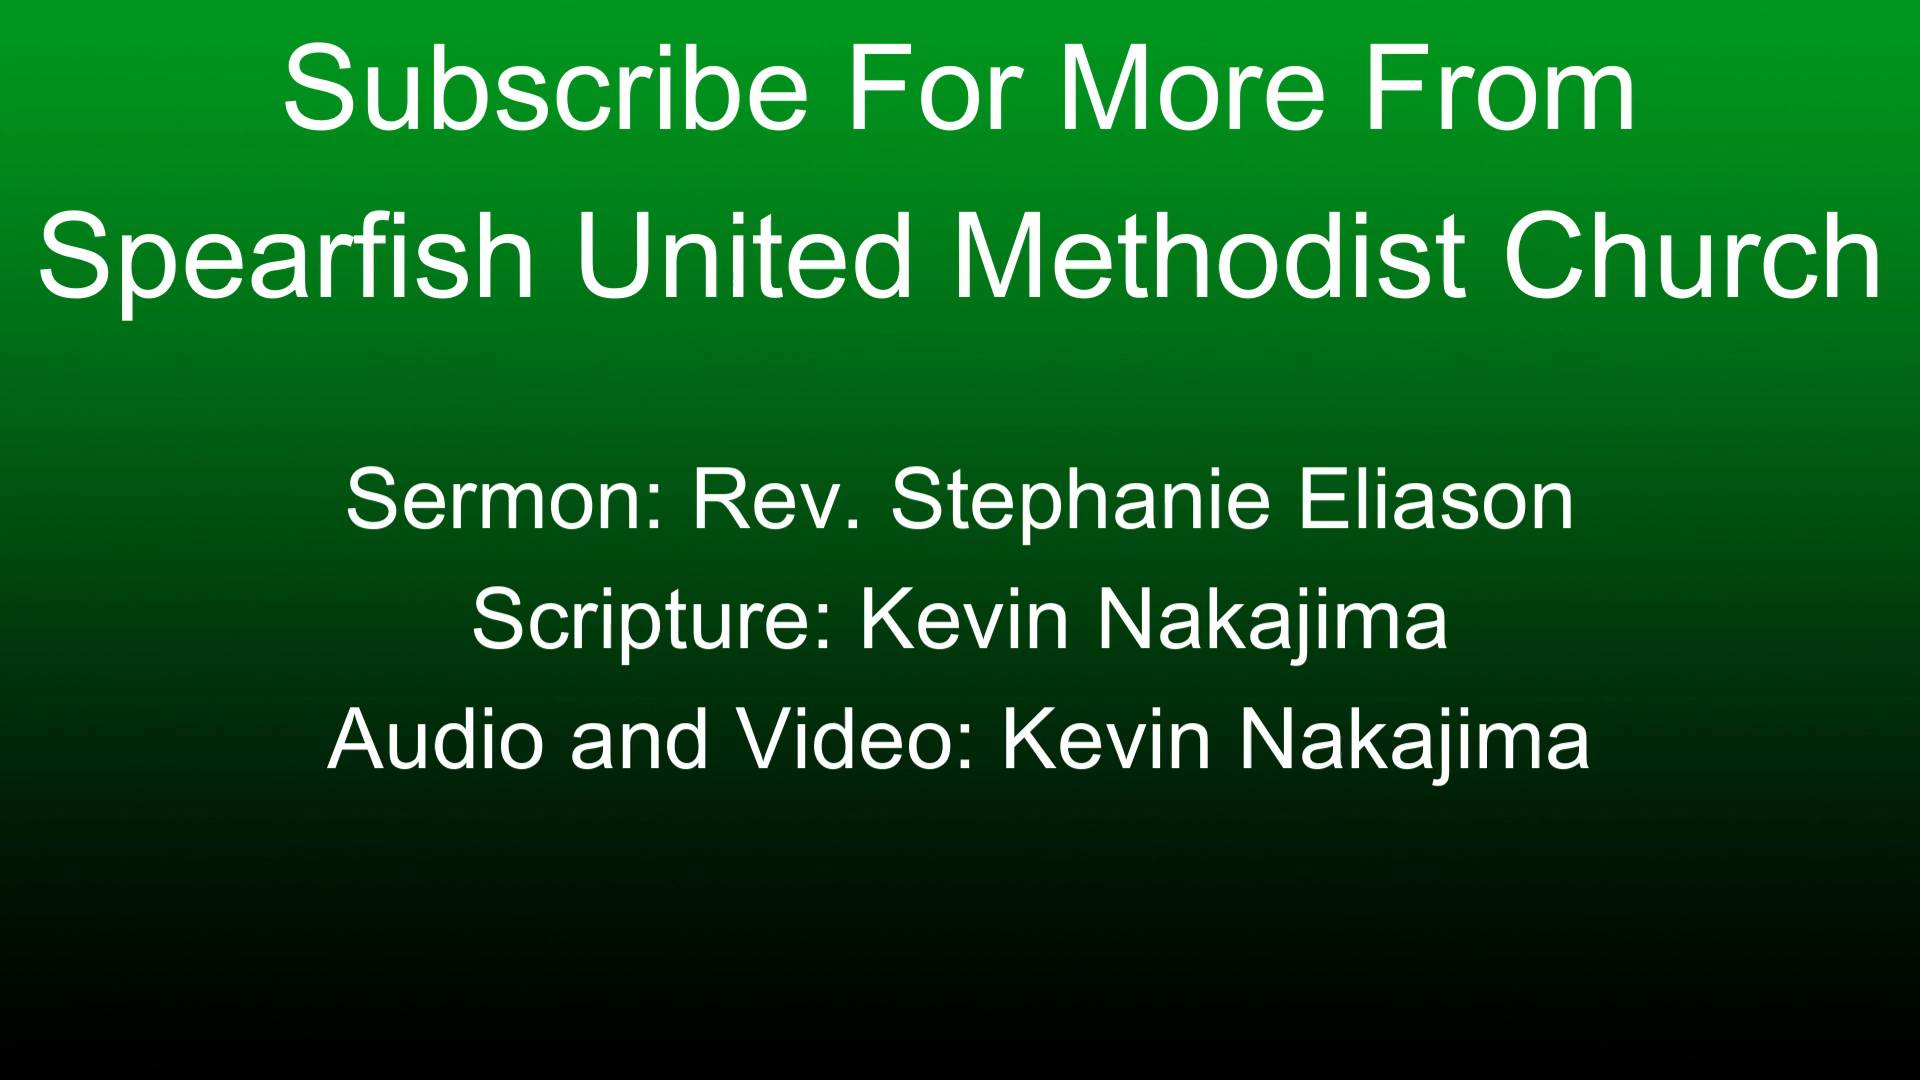 Subscribe For More From
Spearfish United Methodist Church
Sermon: Rev. Stephanie Eliason
Scripture: Kevin Nakajima
Audio and Video: Kevin Nakajima